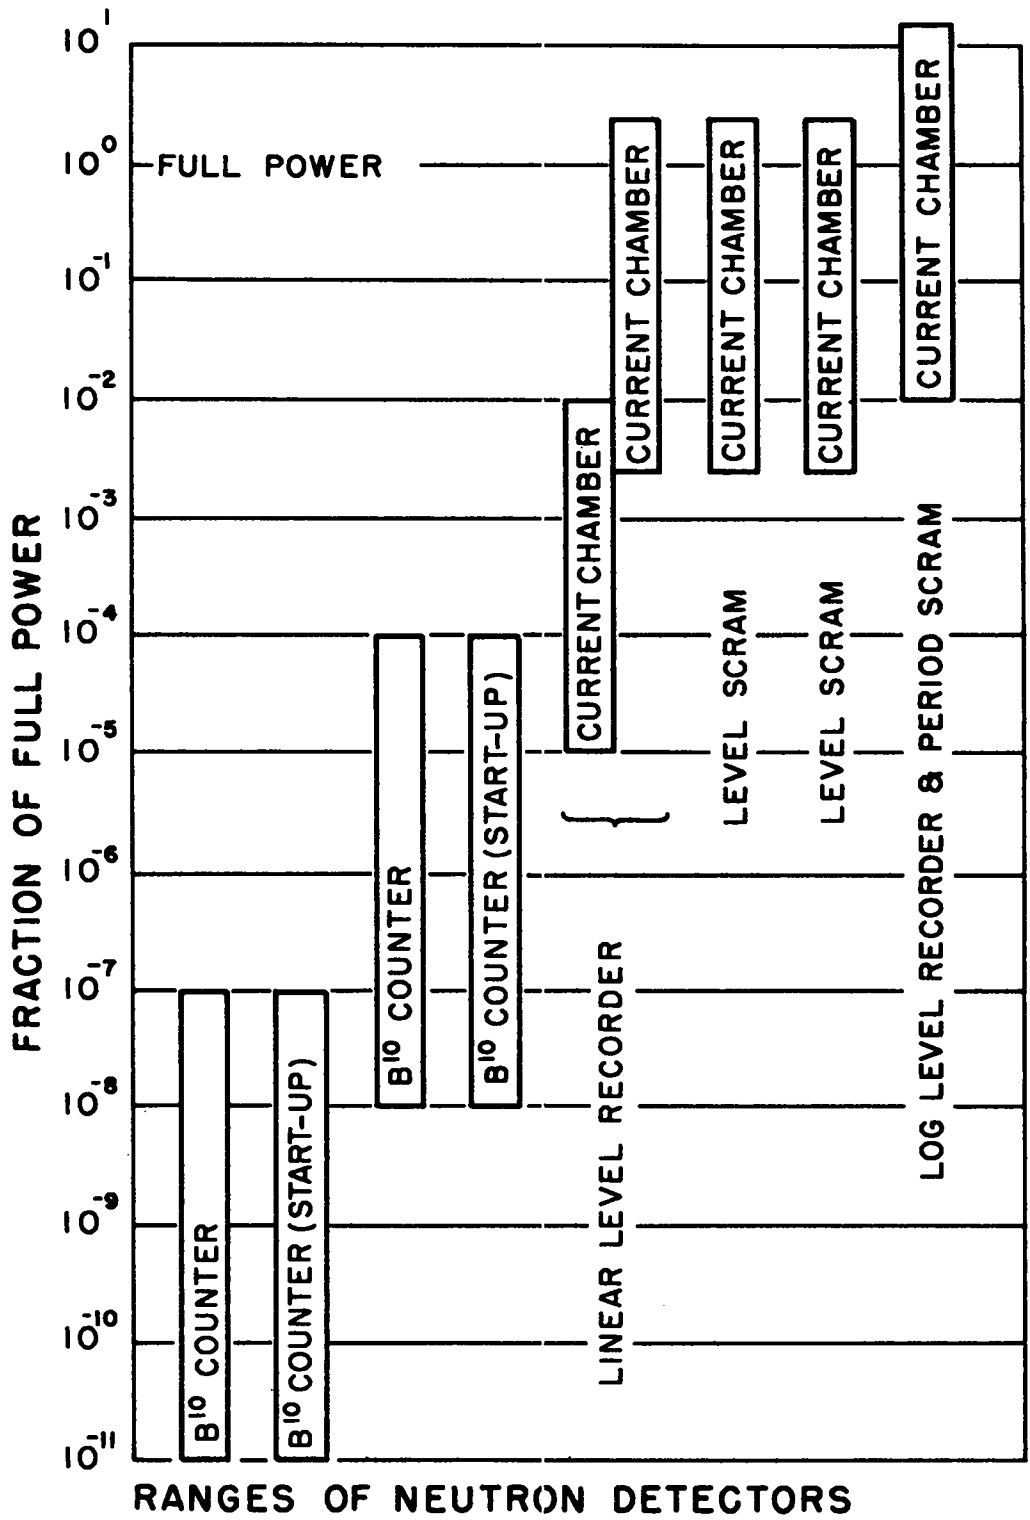 10¹
10⁰
FULL POWER
10⁻¹
10⁻²
10⁻³
10⁻⁴
10⁻⁵
10⁻⁶
10⁻⁷
10⁻⁸
10⁻⁹
10⁻¹⁰
10⁻¹¹
FRACTION OF FULL POWER
B¹⁰ COUNTER
B¹⁰ COUNTER (START-UP)
B¹⁰ COUNTER
B¹⁰ COUNTER (START-UP)
CURRENT CHAMBER
CURRENT CHAMBER
LINEAR LEVEL RECORDER
CURRENT CHAMBER
LEVEL SCRAM
CURRENT CHAMBER
LEVEL SCRAM
CURRENT CHAMBER
LOG LEVEL RECORDER & PERIOD SCRAM
RANGES OF NEUTRON DETECTORS